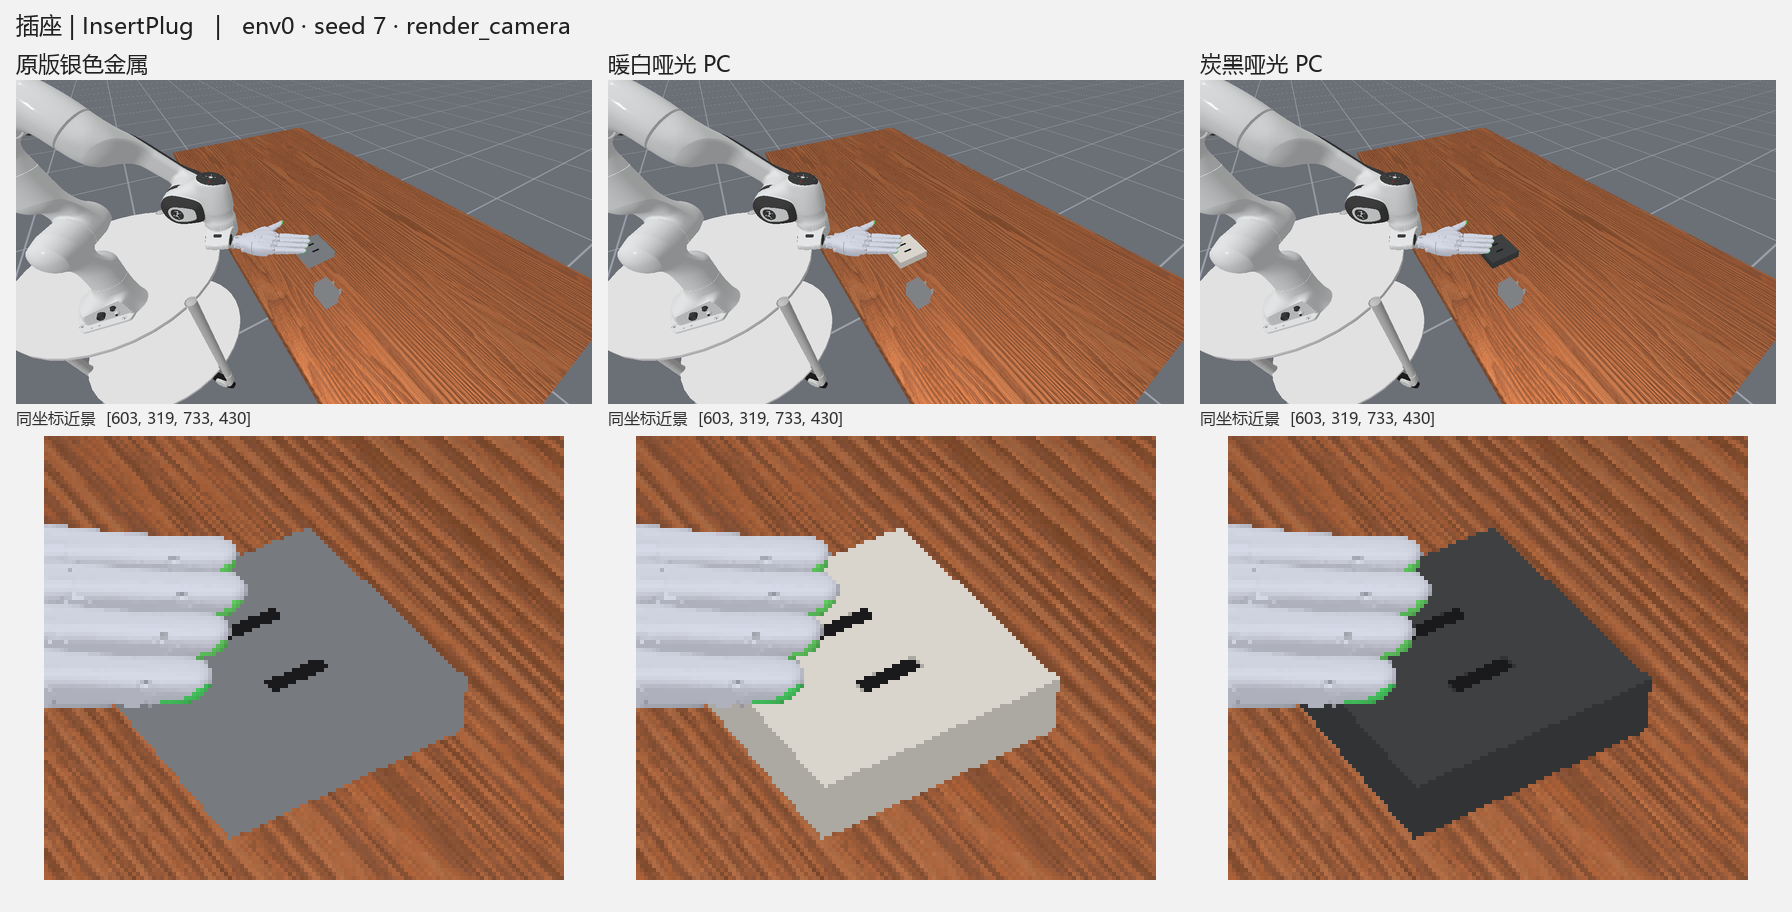 插座 | InsertPlug | env0 · seed 7 · render_camera
原版银色金属
暖白哑光 PC
炭黑哑光 PC
同坐标近景 [603, 319, 733, 430]
同坐标近景 [603, 319, 733, 430]
同坐标近景 [603, 319, 733, 430]